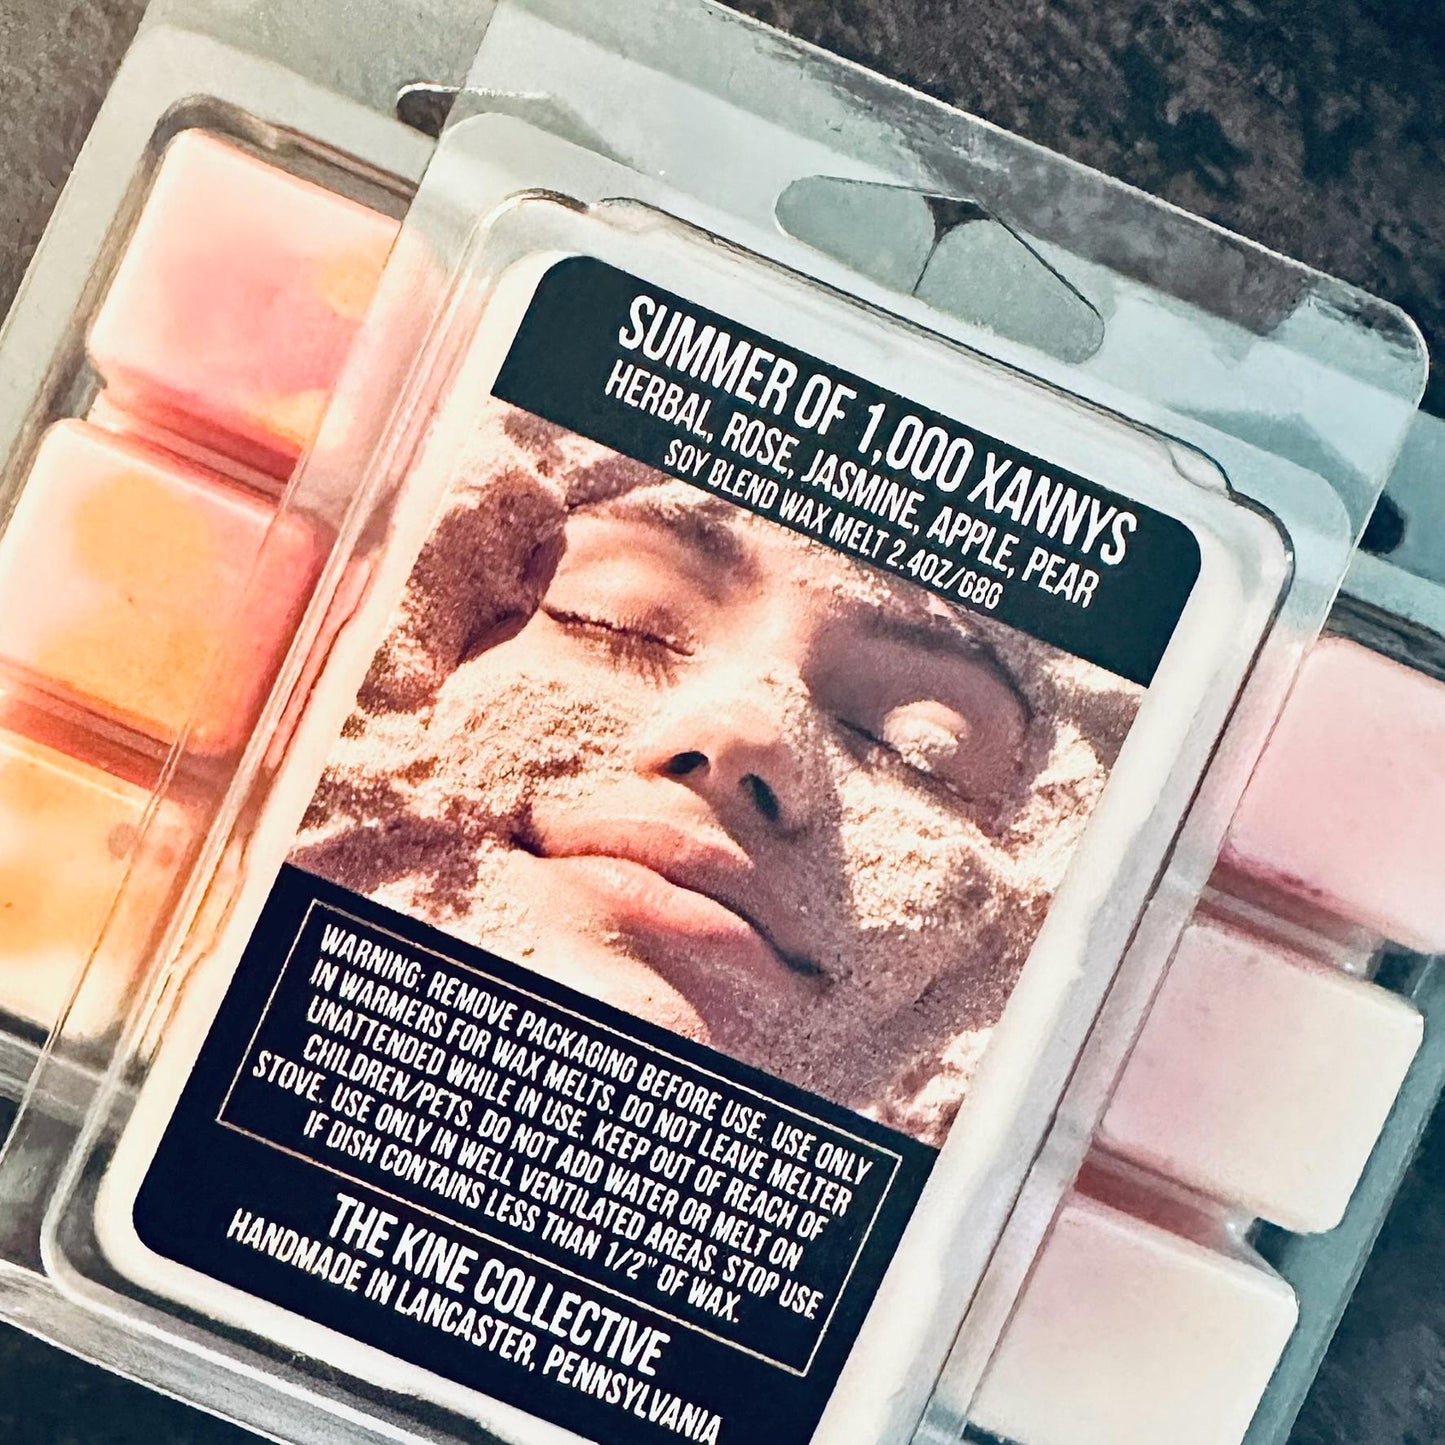 SUMMER OF 1,000 XANNYS
HERBAL, ROSE, JASMINE, APPLE, PEAR
SOY BLEND WAX MELT 2.4OZ/68G
WARNING: REMOVE PACKAGING BEFORE USE. USE ONLY
IN WARMERS FOR WAX MELTS. DO NOT LEAVE MELTER
UNATTENDED WHILE IN USE. KEEP OUT OF REACH OF
CHILDREN/PETS. DO NOT ADD WATER OR MELT ON
STOVE. USE ONLY IN WELL VENTILATED AREAS. STOP USE
IF DISH CONTAINS LESS THAN 1/2" OF WAX.
THE KINE COLLECTIVE
HANDMADE IN LANCASTER, PENNSYLVANIA